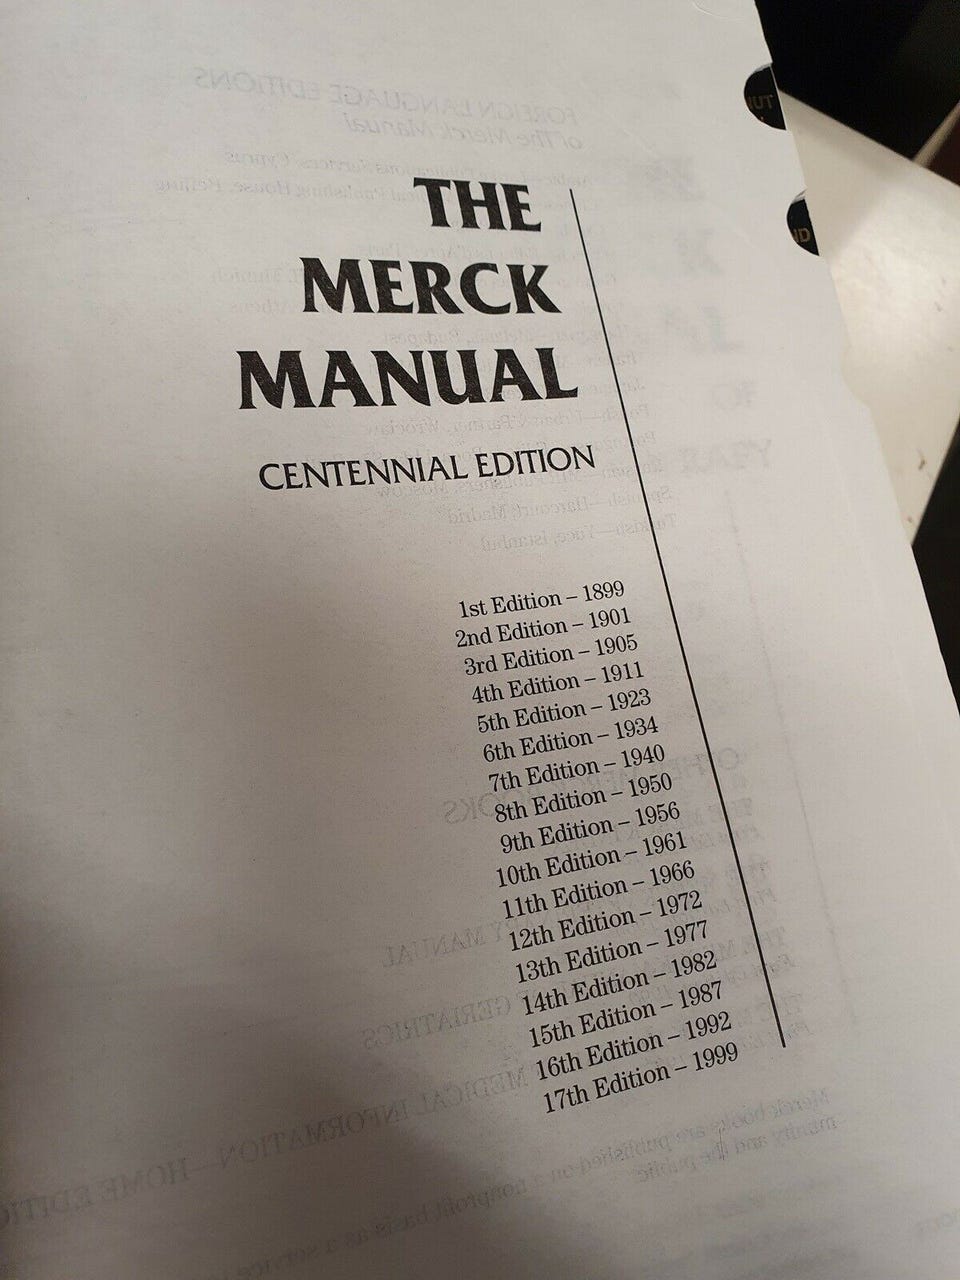 THE
MERCK
MANUAL
CENTENNIAL EDITION
1st Edition – 1899
2nd Edition – 1901
3rd Edition – 1905
4th Edition – 1911
5th Edition – 1923
6th Edition – 1934
7th Edition – 1940
8th Edition – 1950
9th Edition – 1956
10th Edition – 1961
11th Edition – 1966
12th Edition – 1972
13th Edition – 1977
14th Edition – 1982
15th Edition – 1987
16th Edition – 1992
17th Edition – 1999